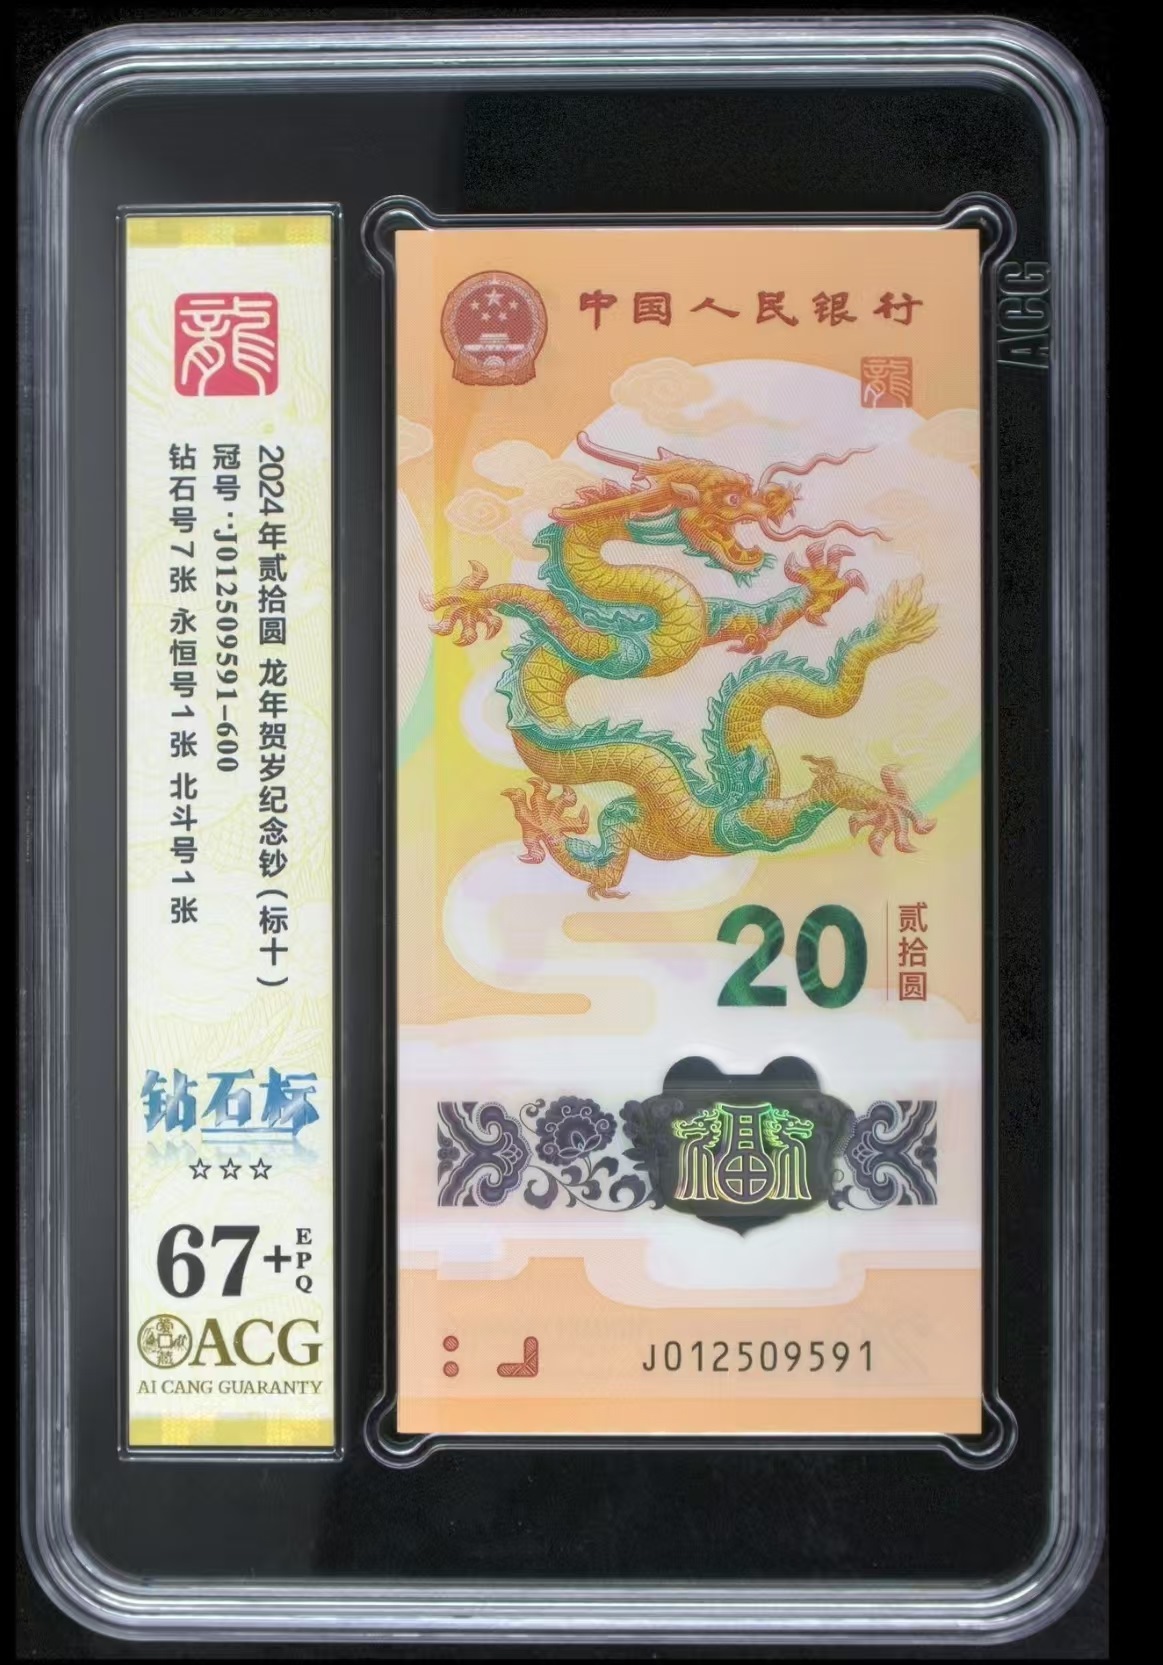 龍
2024年贰拾圆 龙年贺岁纪念钞(标十)
冠号:J012509591-600
钻石号7张 永恒号1张 北斗号1张
钻石标
☆☆☆
67+EPQ
ACG
AI CANG GUARANTY
中国人民银行
龍
20
贰拾圆
福
J012509591
ACG